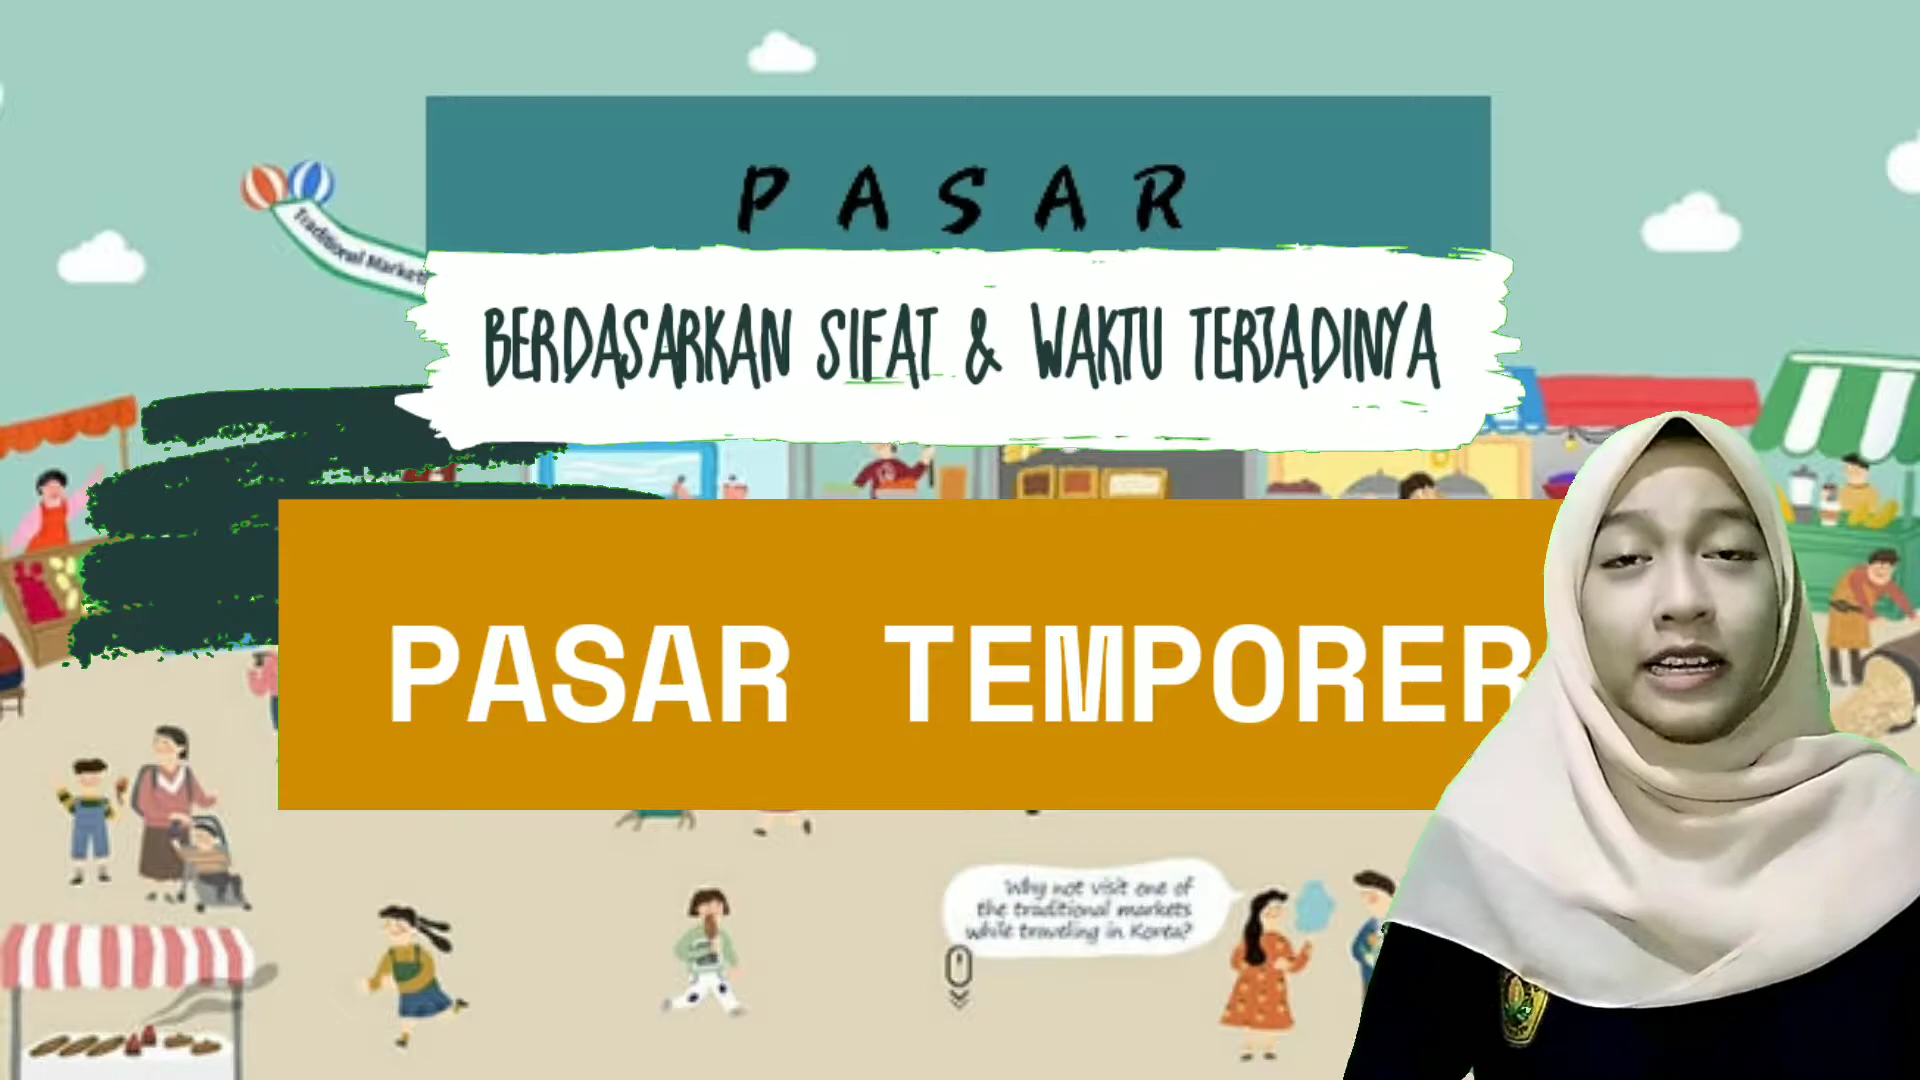 PASAR
BERDASARKAN SIFAT & WAKTU TERJADINYA
Traditional Market
PASAR TEMPORER
Why not visit one of
the traditional markets
while traveling in Korea?